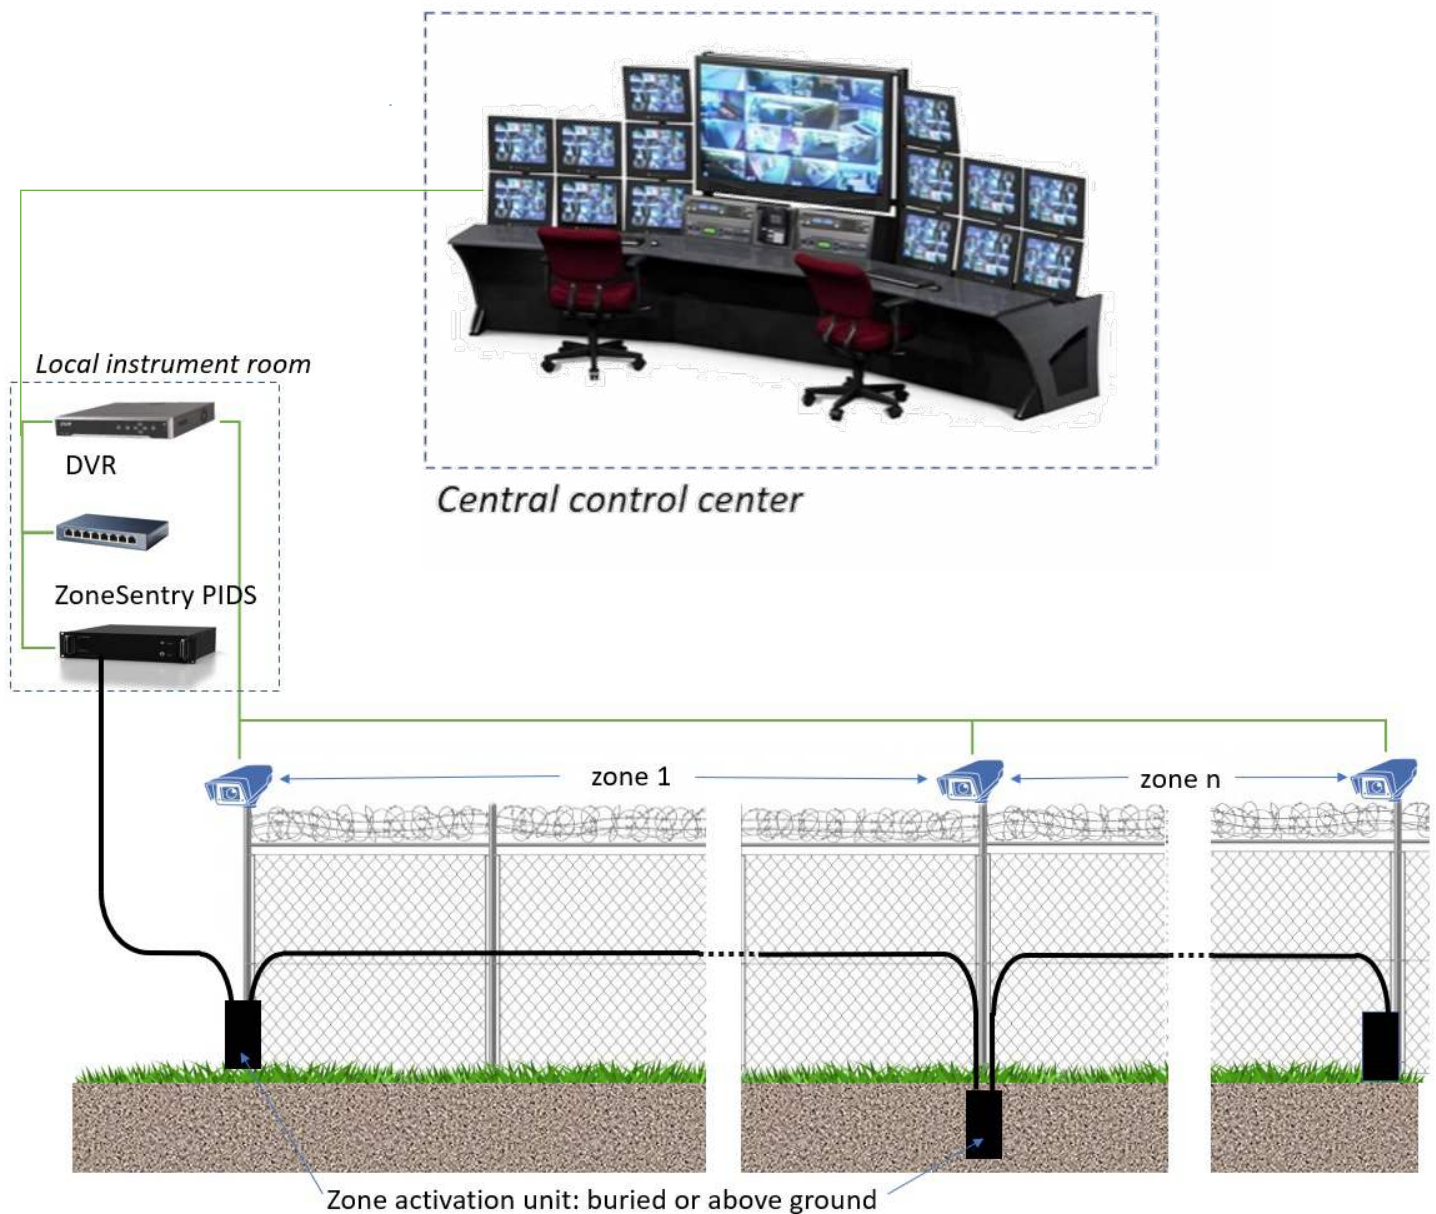 Local instrument room
DVR
ZoneSentry PIDS
Central control center
zone 1
zone n
Zone activation unit: buried or above ground